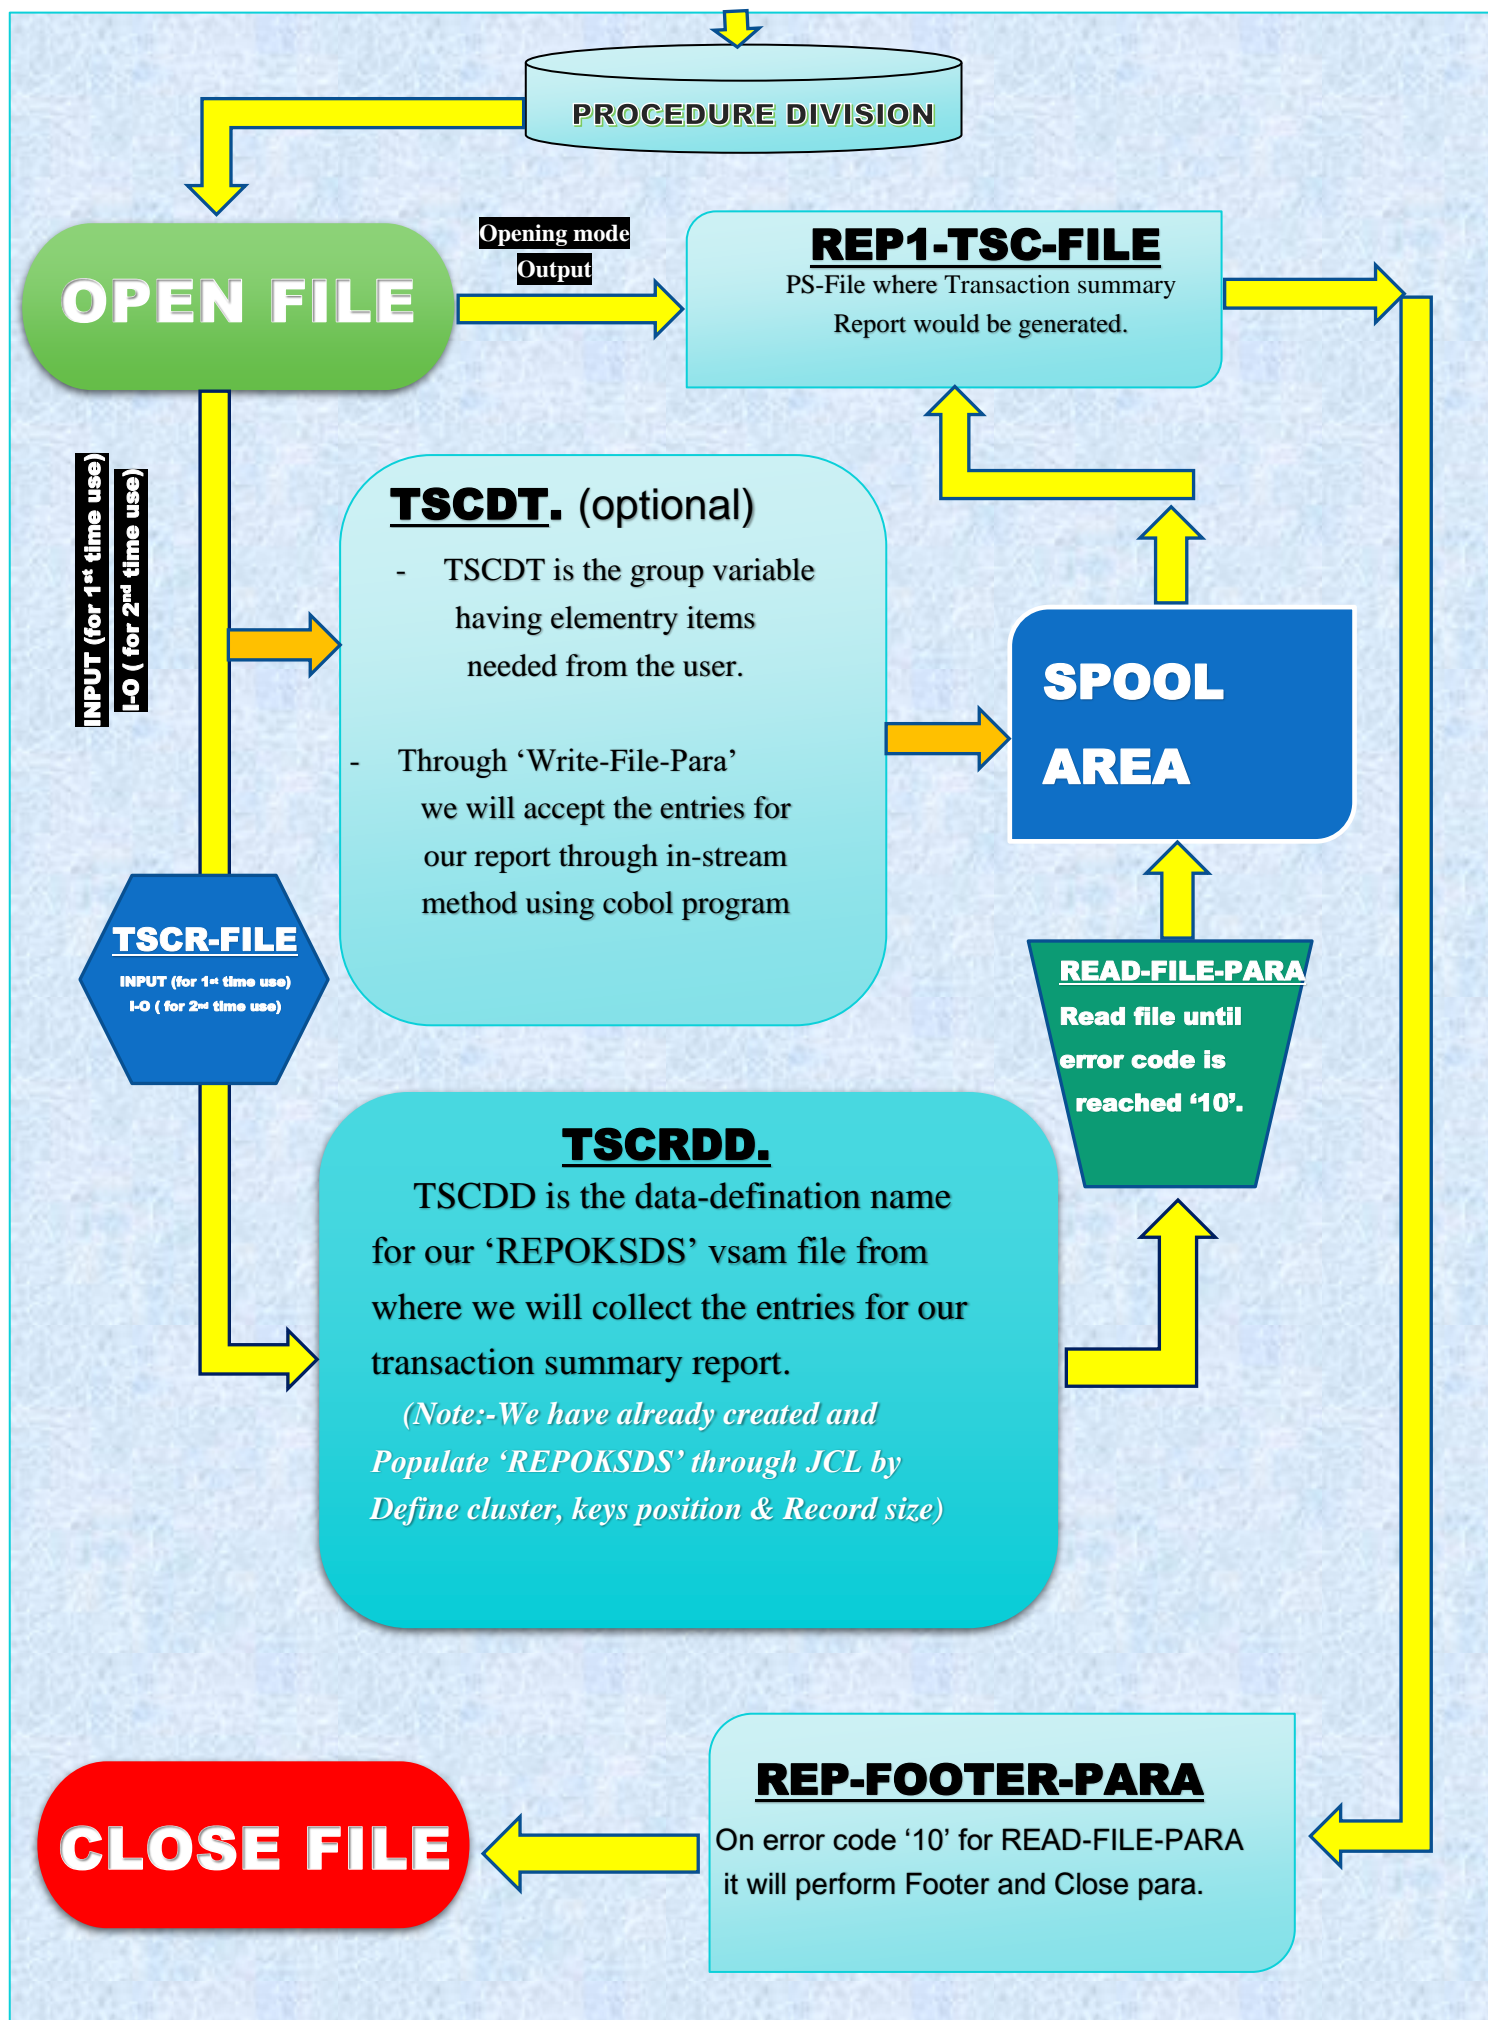 PROCEDURE DIVISION
OPEN FILE
Opening mode
Output
REP1-TSC-FILE
PS-File where Transaction summary
Report would be generated.
INPUT (for 1st time use)
I-O ( for 2nd time use)
TSCDT. (optional)
- TSCDT is the group variable
having elementry items
needed from the user.
- Through ‘Write-File-Para’
we will accept the entries for
our report through in-stream
method using cobol program
SPOOL
AREA
TSCR-FILE
INPUT (for 1st time use)
I-O ( for 2nd time use)
READ-FILE-PARA
Read file until
error code is
reached ‘10’.
TSCRDD.
TSCDD is the data-defination name
for our ‘REPOKSDS’ vsam file from
where we will collect the entries for our
transaction summary report.
(Note:-We have already created and
Populate ‘REPOKSDS’ through JCL by
Define cluster, keys position & Record size)
REP-FOOTER-PARA
On error code ‘10’ for READ-FILE-PARA
it will perform Footer and Close para.
CLOSE FILE